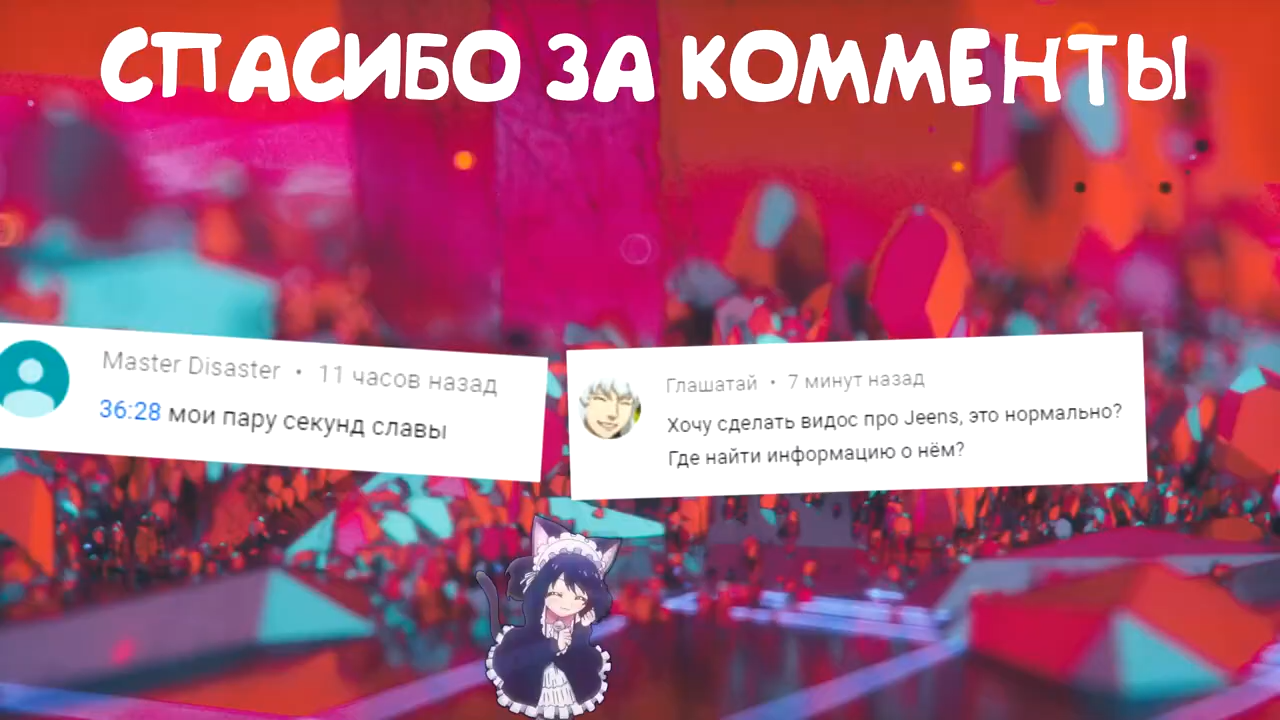 СПАСИБО ЗА КОММЕНТЫ
Master Disaster • 11 часов назад
36:28 мои пару секунд славы
Глашатай • 7 минут назад
Хочу сделать видос про Jeens, это нормально?
Где найти информацию о нём?